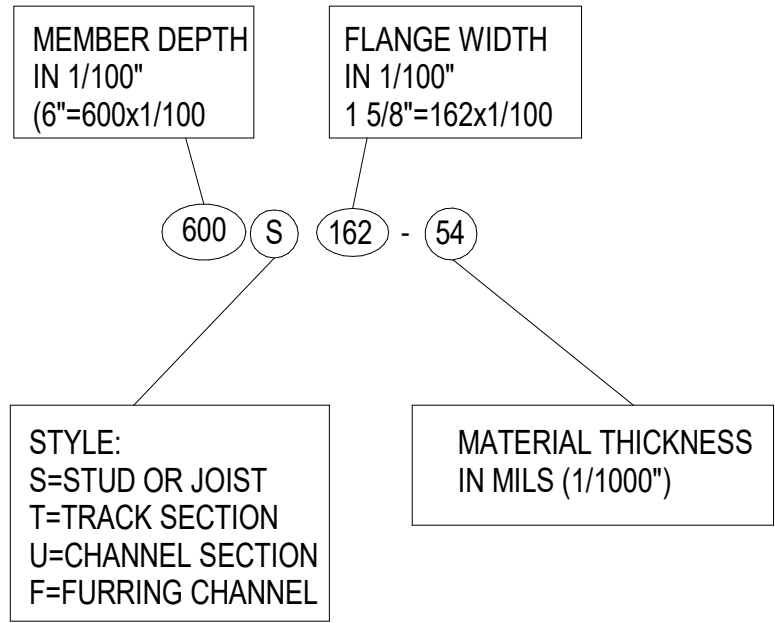 MEMBER DEPTH
IN 1/100"
(6"=600x1/100
FLANGE WIDTH
IN 1/100"
1 5/8"=162x1/100
600 S 162 - 54
STYLE:
S=STUD OR JOIST
T=TRACK SECTION
U=CHANNEL SECTION
F=FURRING CHANNEL
MATERIAL THICKNESS
IN MILS (1/1000")